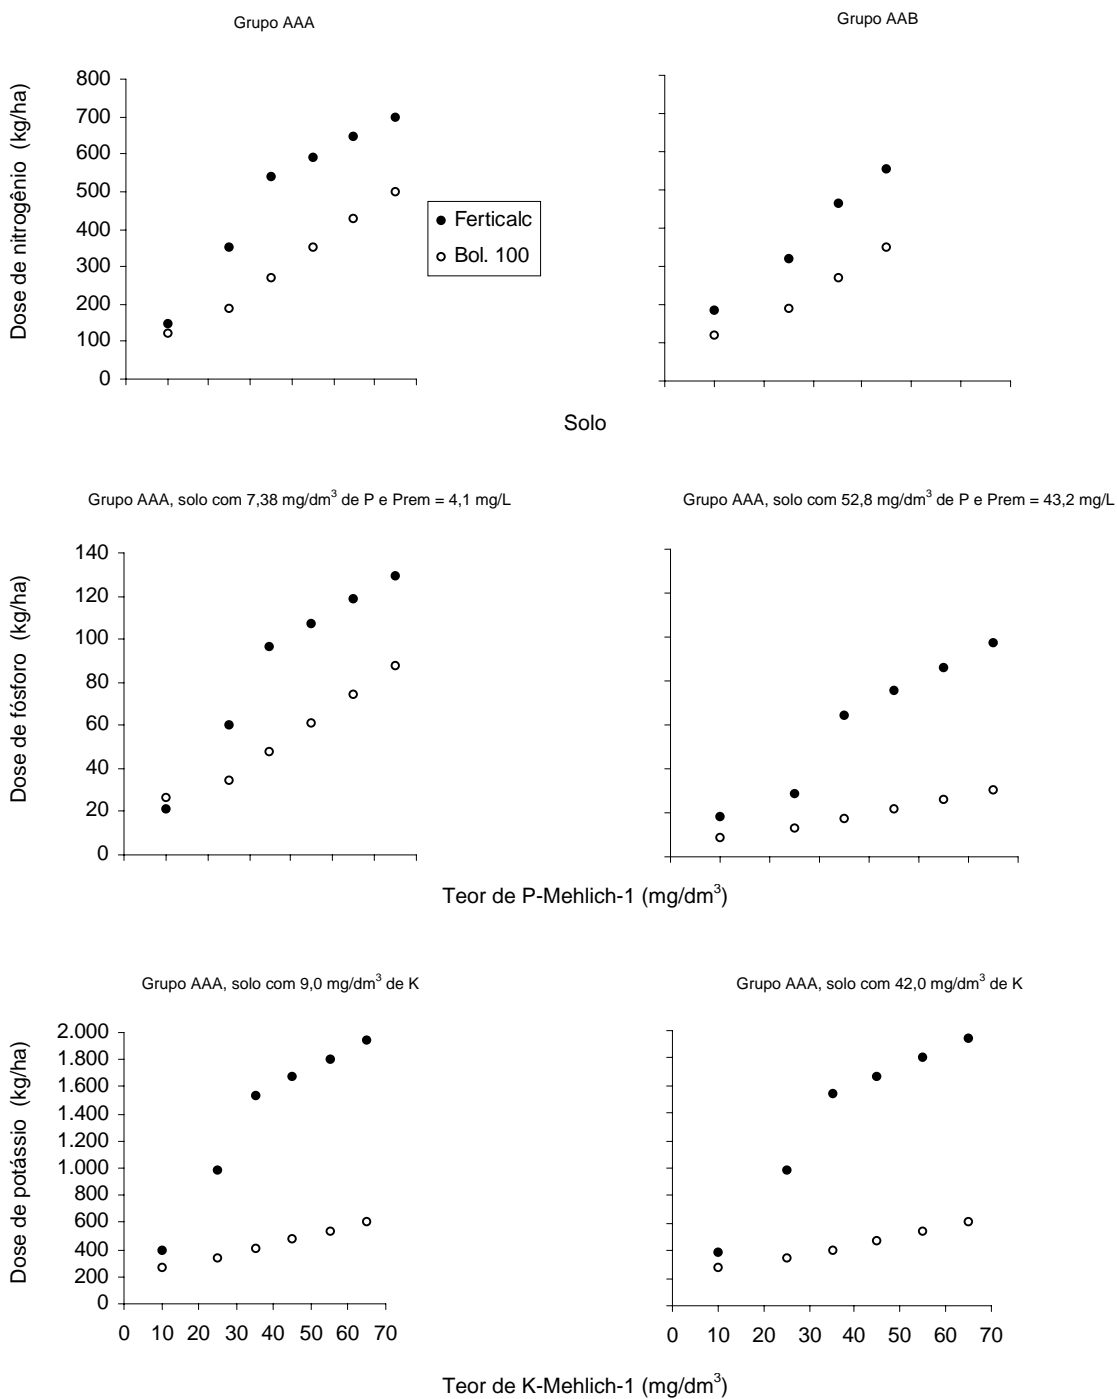 Grupo AAA
Grupo AAB
Dose de nitrogênio (kg/ha)
800
700
600
500
400
300
200
100
0
Ferticalc
Bol. 100
Solo
Grupo AAA, solo com 7,38 mg/dm³ de P e Prem = 4,1 mg/L
Grupo AAA, solo com 52,8 mg/dm³ de P e Prem = 43,2 mg/L
Dose de fósforo (kg/ha)
140
120
100
80
60
40
20
0
Teor de P-Mehlich-1 (mg/dm³)
Grupo AAA, solo com 9,0 mg/dm³ de K
Grupo AAA, solo com 42,0 mg/dm³ de K
Dose de potássio (kg/ha)
2.000
1.800
1.600
1.400
1.200
1.000
800
600
400
200
0
0 10 20 30 40 50 60 70
0 10 20 30 40 50 60 70
Teor de K-Mehlich-1 (mg/dm³)